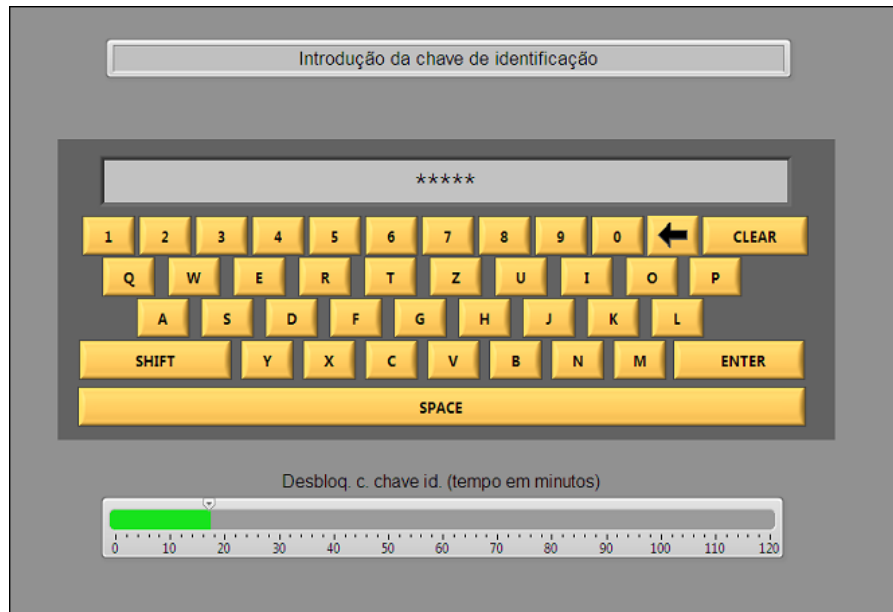 Introdução da chave de identificação
*****
1 2 3 4 5 6 7 8 9 0 CLEAR
Q W E R T Z U I O P
A S D F G H J K L
SHIFT Y X C V B N M ENTER
SPACE
Desbloq. c. chave id. (tempo em minutos)
0 10 20 30 40 50 60 70 80 90 100 110 120